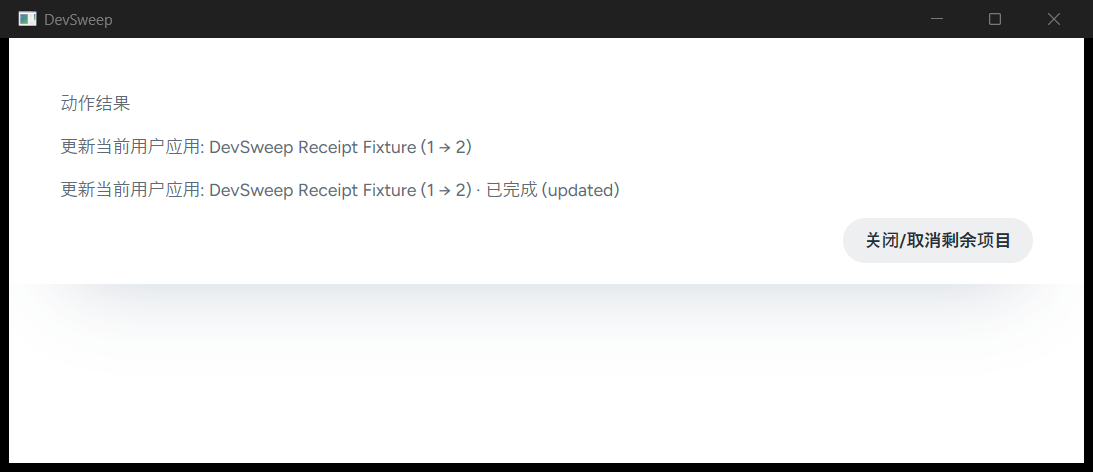 DevSweep
动作结果
更新当前用户应用: DevSweep Receipt Fixture (1 → 2)
更新当前用户应用: DevSweep Receipt Fixture (1 → 2) · 已完成 (updated)
关闭/取消剩余项目